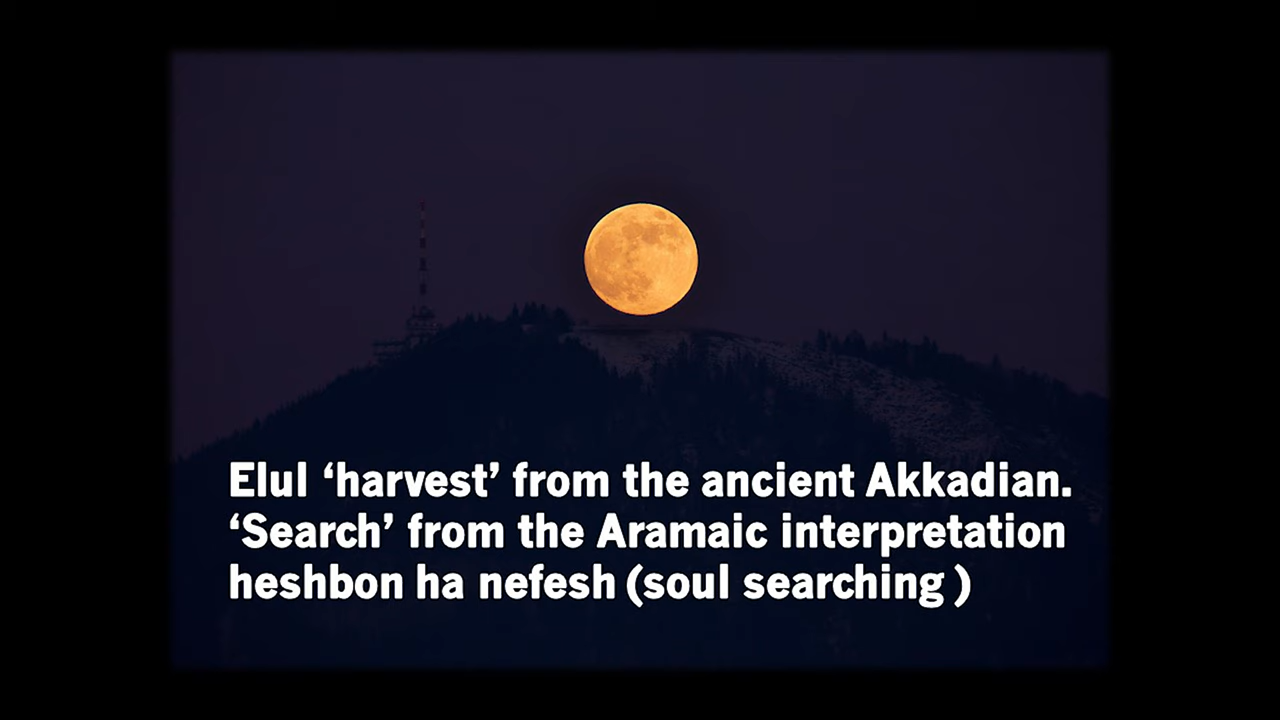 Elul ‘harvest’ from the ancient Akkadian.
‘Search’ from the Aramaic interpretation
heshbon ha nefesh (soul searching )